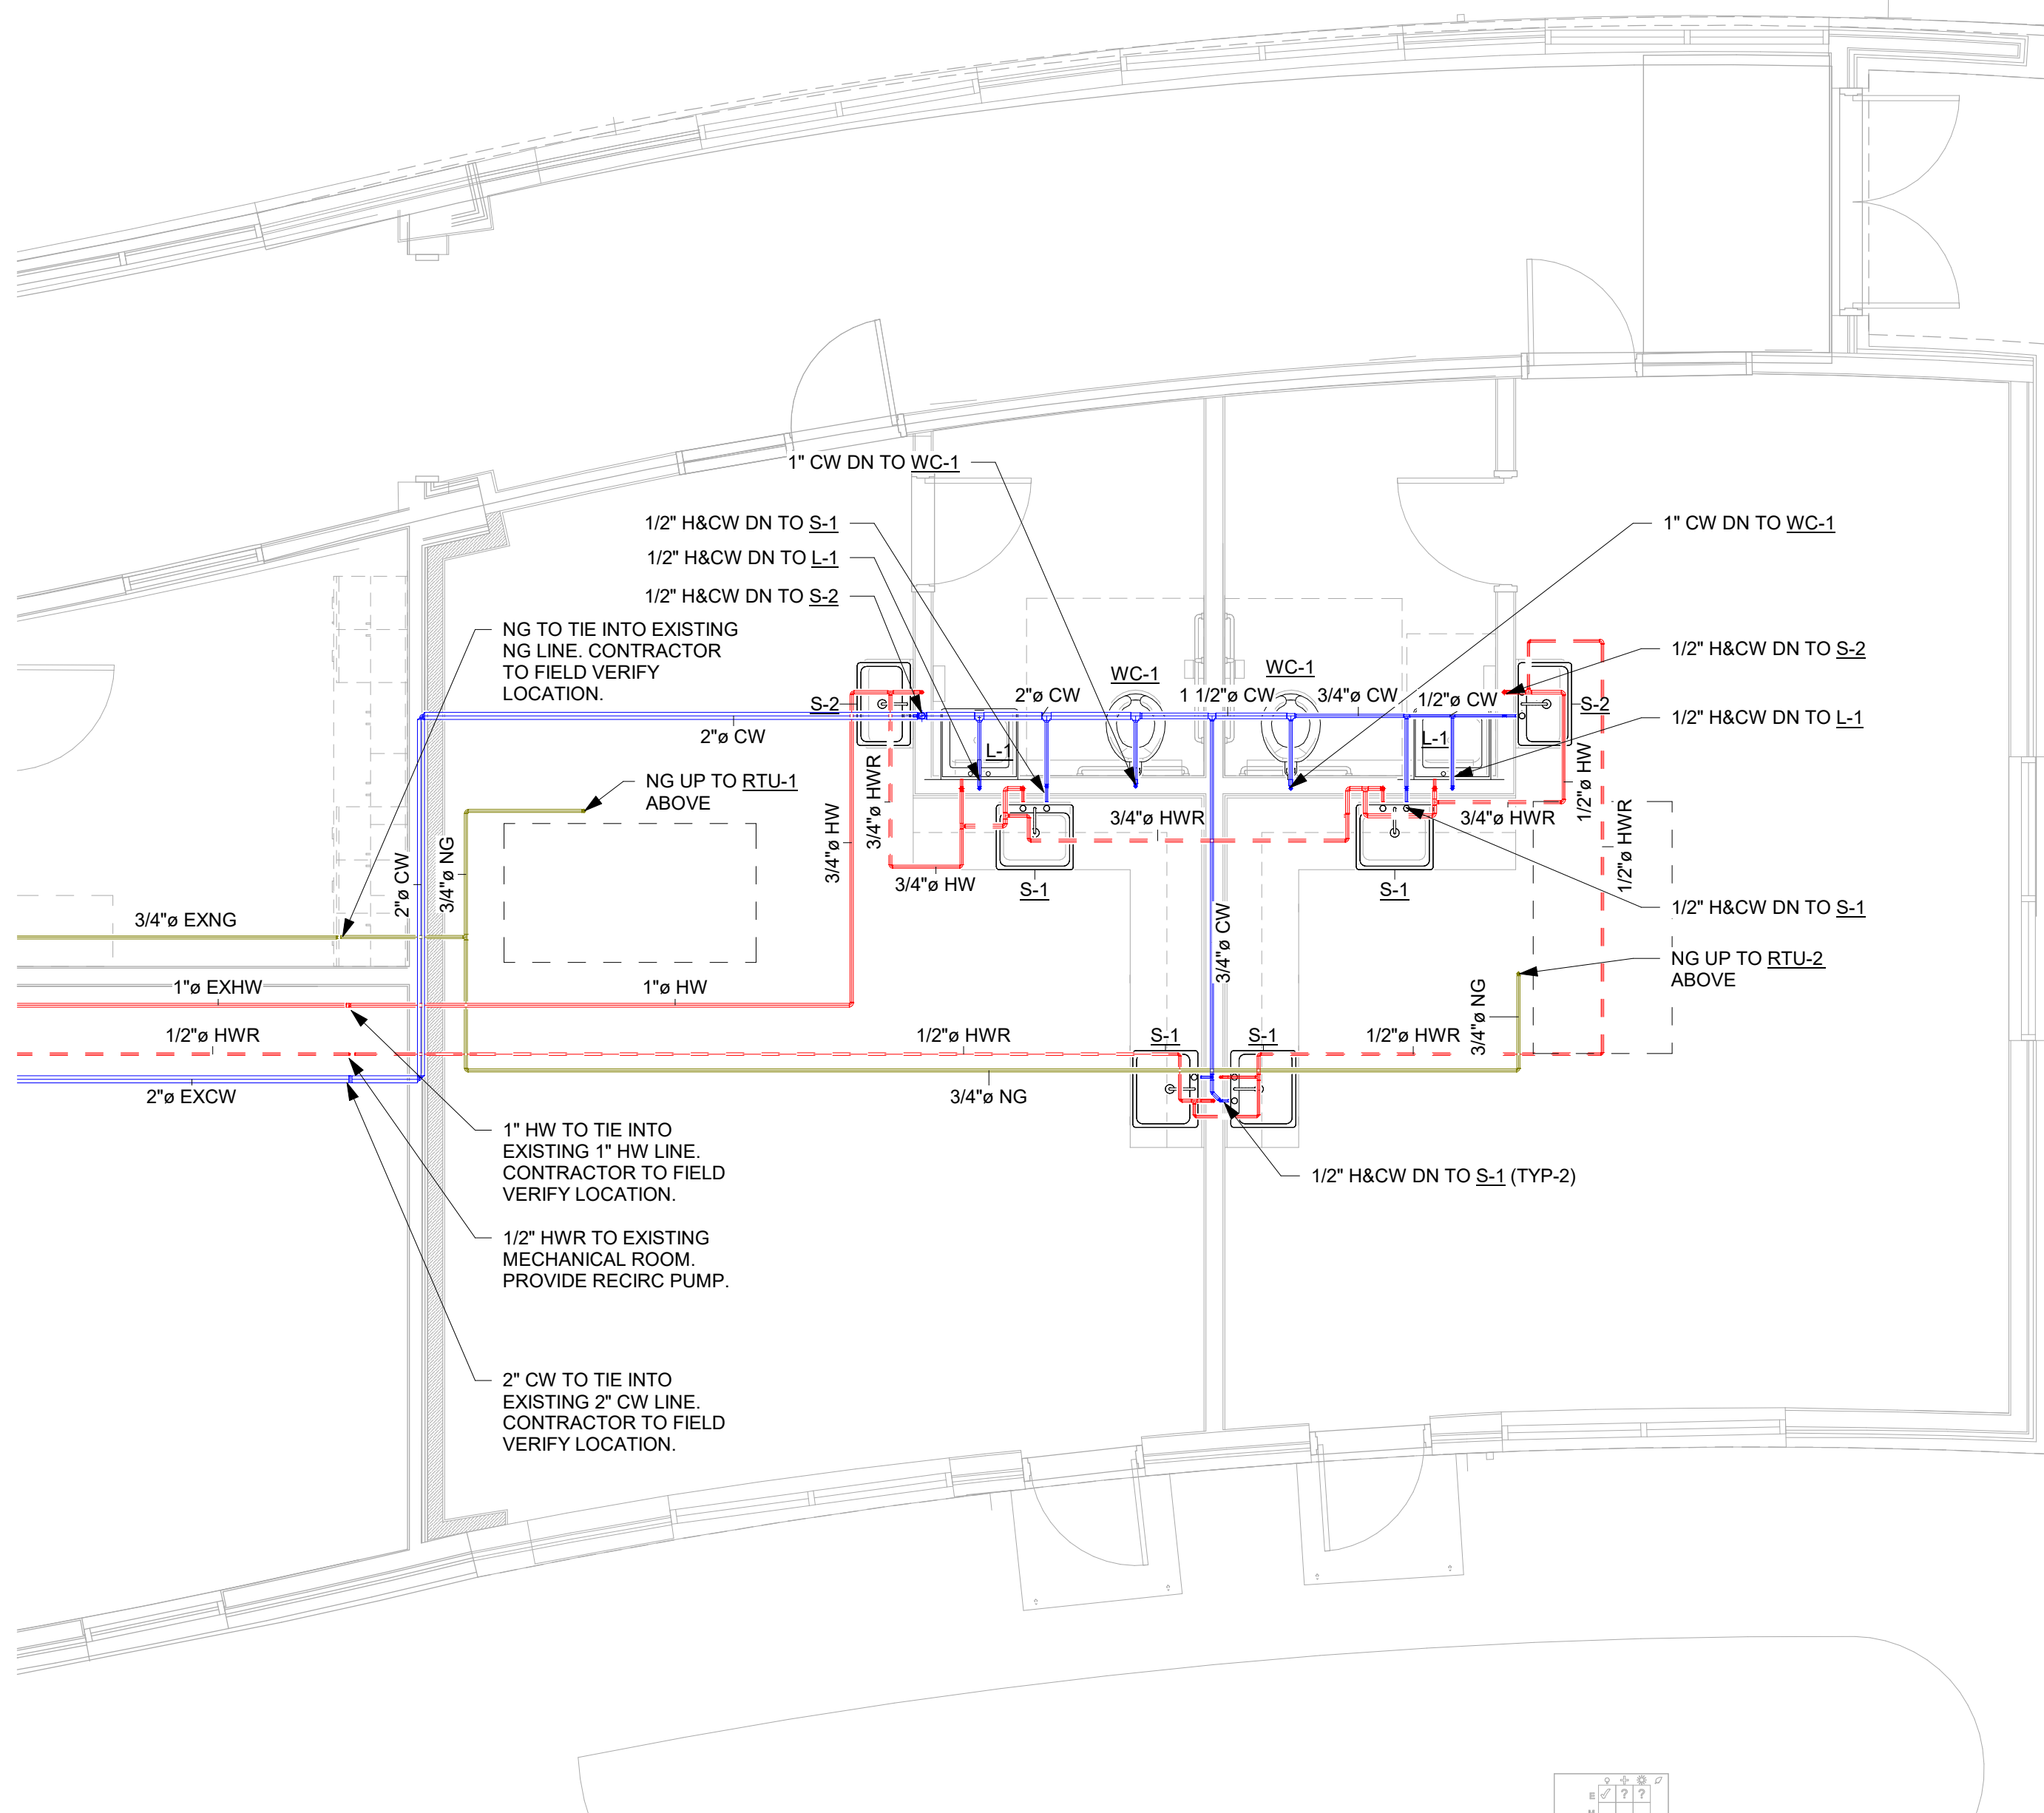 1" CW DN TO WC-1
1/2" H&CW DN TO S-1
1" CW DN TO WC-1
1/2" H&CW DN TO L-1
1/2" H&CW DN TO S-2
NG TO TIE INTO EXISTING
NG LINE. CONTRACTOR
TO FIELD VERIFY
LOCATION.
1/2" H&CW DN TO S-2
WC-1
WC-1
S-2
2"ø CW
1 1/2"ø CW
3/4"ø CW
1/2"ø CW
S-2
1/2" H&CW DN TO L-1
2"ø CW
L-1
L-1
NG UP TO RTU-1
ABOVE
3/4"ø HW
3/4"ø HWR
3/4"ø HWR
3/4"ø HWR
1/2"ø HW
1/2"ø HWR
2"ø CW
3/4"ø NG
3/4"ø HW
S-1
S-1
1/2" H&CW DN TO S-1
3/4"ø EXNG
3/4"ø CW
NG UP TO RTU-2
ABOVE
1"ø EXHW
1"ø HW
3/4"ø NG
1/2"ø HWR
1/2"ø HWR
S-1
S-1
1/2"ø HWR
2"ø EXCW
3/4"ø NG
1" HW TO TIE INTO
EXISTING 1" HW LINE.
CONTRACTOR TO FIELD
VERIFY LOCATION.
1/2" H&CW DN TO S-1 (TYP-2)
1/2" HWR TO EXISTING
MECHANICAL ROOM.
PROVIDE RECIRC PUMP.
2" CW TO TIE INTO
EXISTING 2" CW LINE.
CONTRACTOR TO FIELD
VERIFY LOCATION.
E ✓ ? ?